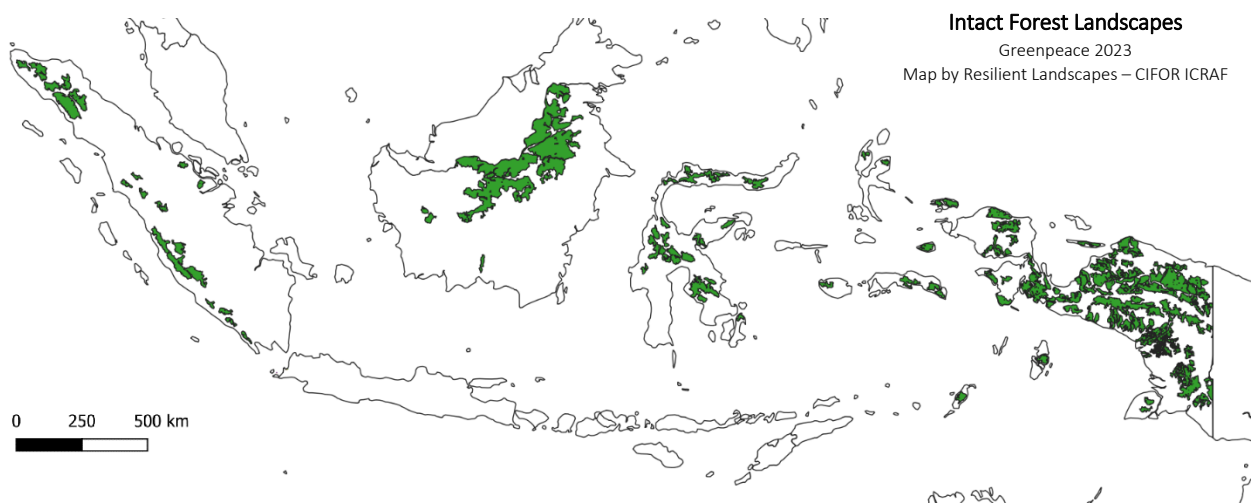 Intact Forest Landscapes
Greenpeace 2023
Map by Resilient Landscapes – CIFOR ICRAF
0 250 500 km